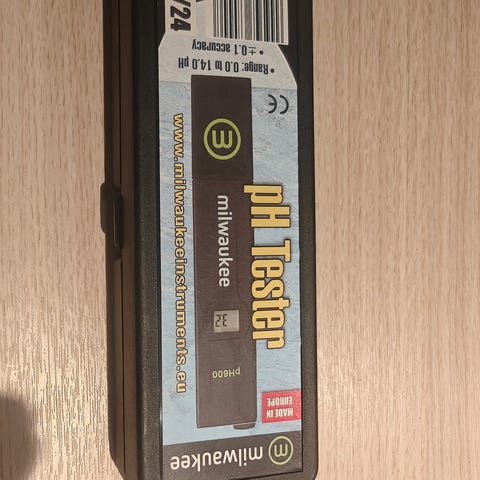 /24
• Range: 0.0 to 14.0 pH
• ± 0.1 accuracy
CE
pH Tester
milwaukee
32
pH600
www.milwaukeeinstruments.eu
MADE IN
EUROPE
milwaukee